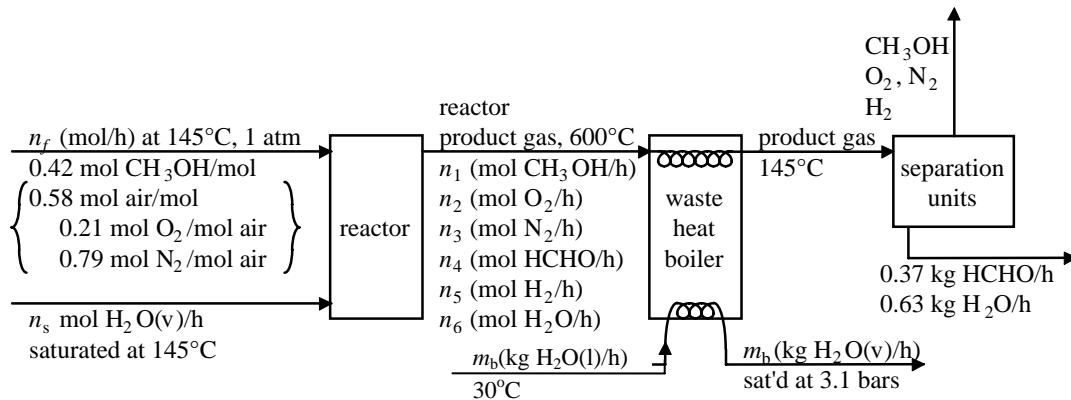 n_f (mol/h) at 145°C, 1 atm
0.42 mol CH₃OH/mol
0.58 mol air/mol
0.21 mol O₂/mol air
0.79 mol N₂/mol air
n_s mol H₂O(v)/h
saturated at 145°C
reactor
reactor
product gas, 600°C
n₁ (mol CH₃OH/h)
n₂ (mol O₂/h)
n₃ (mol N₂/h)
n₄ (mol HCHO/h)
n₅ (mol H₂/h)
n₆ (mol H₂O/h)
waste
heat
boiler
m_b(kg H₂O(l)/h)
30°C
m_b(kg H₂O(v)/h)
sat'd at 3.1 bars
product gas
145°C
separation
units
CH₃OH
O₂, N₂
H₂
0.37 kg HCHO/h
0.63 kg H₂O/h